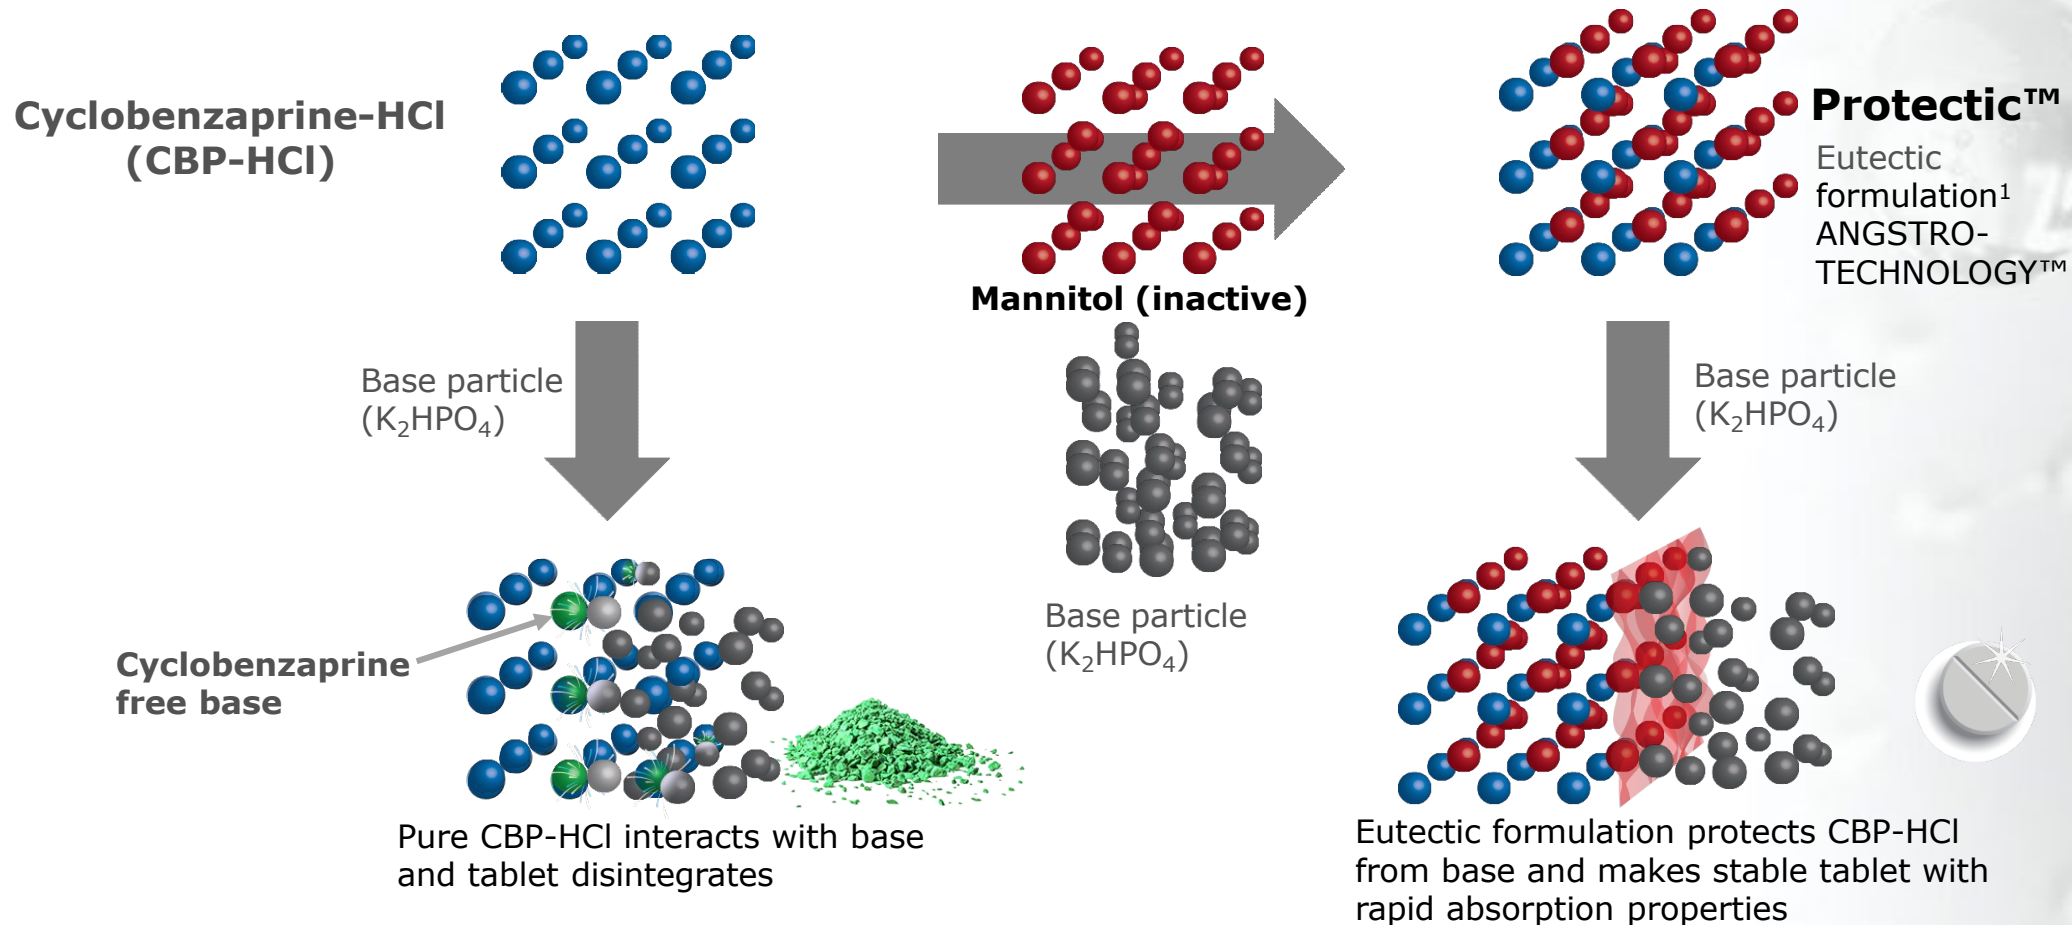 Cyclobenzaprine-HCl
(CBP-HCl)
Mannitol (inactive)
Protectic™
Eutectic
formulation¹
ANGSTRO-
TECHNOLOGY™
Base particle
(K₂HPO₄)
Base particle
(K₂HPO₄)
Base particle
(K₂HPO₄)
Cyclobenzaprine
free base
Pure CBP-HCl interacts with base
and tablet disintegrates
Eutectic formulation protects CBP-HCl
from base and makes stable tablet with
rapid absorption properties